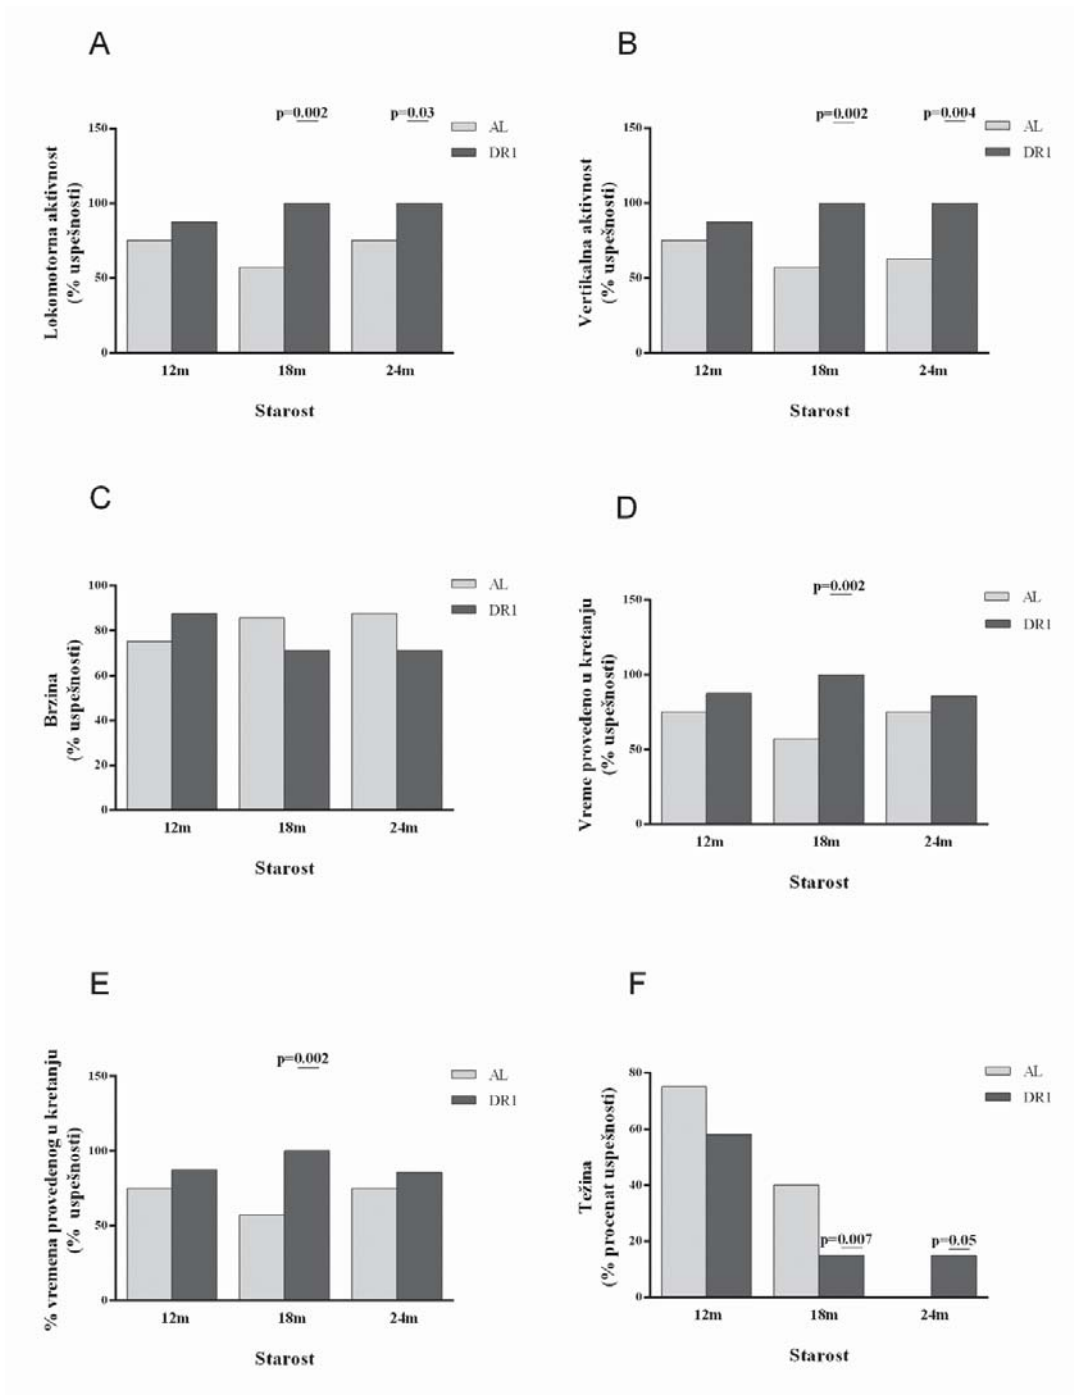 A
p=0.002
p=0.03
AL
DR1
Lokomotorna aktivnost
(% uspešnosti)
150
100
50
0
12m
18m
24m
Starost
B
p=0.002
p=0.004
AL
DR1
Vertikalna aktivnost
(% uspešnosti)
150
100
50
0
12m
18m
24m
Starost
C
AL
DR1
Brzina
(% uspešnosti)
100
80
60
40
20
0
12m
18m
24m
Starost
D
p=0.002
AL
DR1
Vreme provedeno u kretanju
(% uspešnosti)
150
100
50
0
12m
18m
24m
Starost
E
p=0.002
AL
DR1
% vremena provedenog u kretanju
(% uspešnosti)
150
100
50
0
12m
18m
24m
Starost
F
AL
DR1
Težina
(% procenat uspešnosti)
80
60
40
20
0
p=0.007
p=0.05
12m
18m
24m
Starost